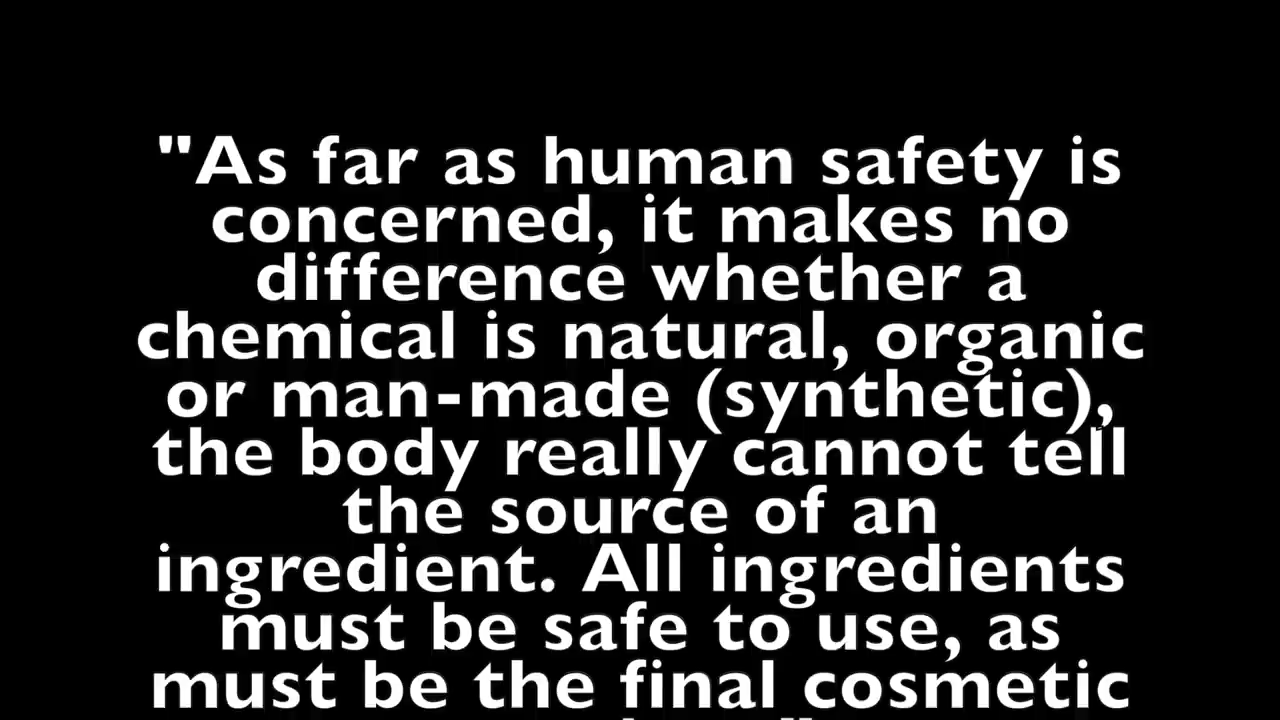 "As far as human safety is
concerned, it makes no
difference whether a
chemical is natural, organic
or man-made (synthetic),
the body really cannot tell
the source of an
ingredient. All ingredients
must be safe to use, as
must be the final cosmetic